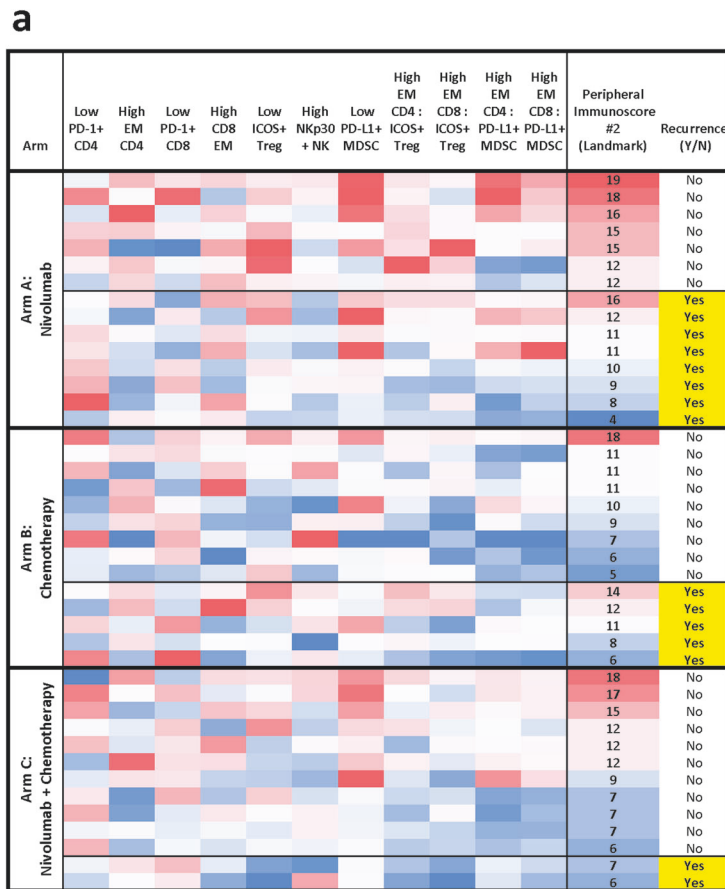 a
Arm
Low PD-1+ CD4
High EM CD4
Low PD-1+ CD8
High CD8 EM
Low ICOS+ Treg
High NKp30 + NK
Low PD-L1+ MDSC
High EM CD4 : ICOS+ Treg
High EM CD8 : ICOS+ Treg
High EM CD4 : PD-L1+ MDSC
High EM CD8 : PD-L1+ MDSC
Peripheral Immunoscore #2 (Landmark)
Recurrence (Y/N)
Arm A: Nivolumab
19 No
18 No
16 No
15 No
15 No
12 No
12 No
16 Yes
12 Yes
11 Yes
11 Yes
10 Yes
9 Yes
8 Yes
4 Yes
Arm B: Chemotherapy
18 No
11 No
11 No
11 No
10 No
9 No
7 No
6 No
5 No
14 Yes
12 Yes
11 Yes
8 Yes
6 Yes
Arm C: Nivolumab + Chemotherapy
18 No
17 No
15 No
12 No
12 No
12 No
9 No
7 No
7 No
7 No
6 No
7 Yes
6 Yes